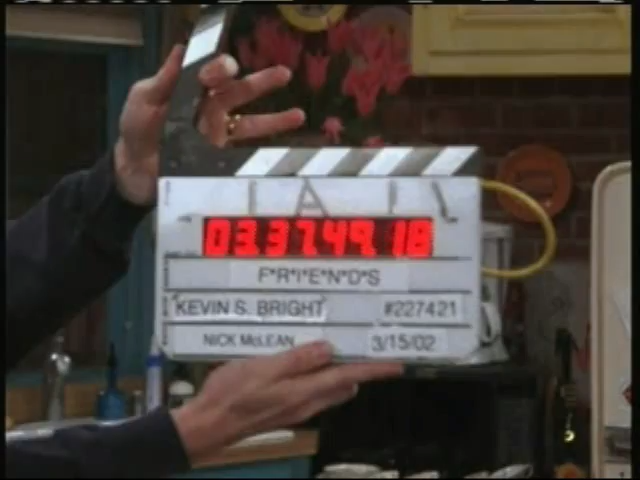 03.37.49.18
F*R*I*E*N*D*S
KEVIN S. BRIGHT #227421
NICK McLEAN 3/15/02